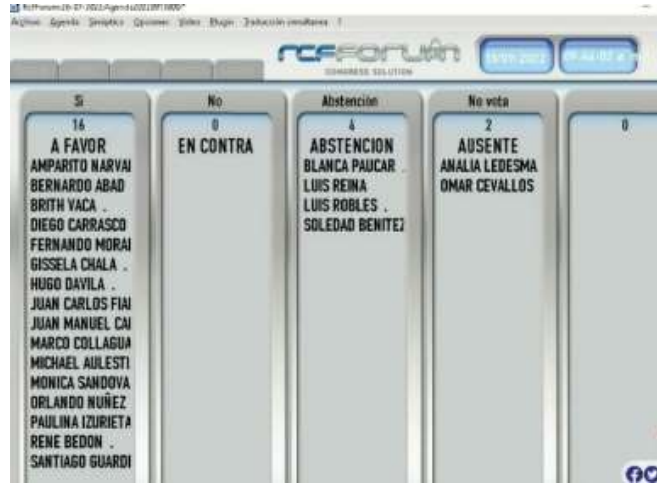 Archivo Agenda Sinóptico Opciones Video Plugin Traducción simultanea ?
rcFForuM
CONGRESS SOLUTION
Si
16
A FAVOR
AMPARITO NARVAI
BERNARDO ABAD
BRITH VACA .
DIEGO CARRASCO
FERNANDO MORAI
GISSELA CHALA .
HUGO DAVILA .
JUAN CARLOS FIAI
JUAN MANUEL CAI
MARCO COLLAGUA
MICHAEL AULESTI
MONICA SANDOVA
ORLANDO NUÑEZ
PAULINA IZURIETA
RENE BEDON .
SANTIAGO GUARDI
No
0
EN CONTRA
Abstención
4
ABSTENCION
BLANCA PAUCAR .
LUIS REINA
LUIS ROBLES .
SOLEDAD BENITEZ
No vota
2
AUSENTE
ANALIA LEDESMA
OMAR CEVALLOS
0